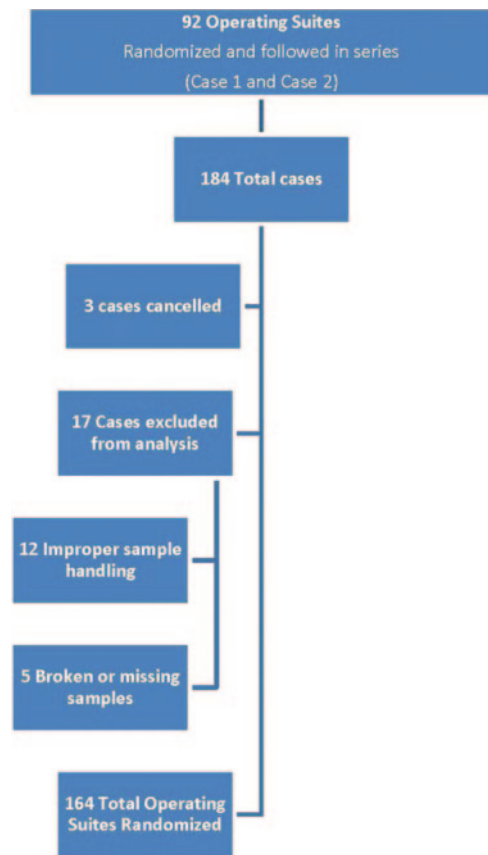 92 Operating Suites
Randomized and followed in series
(Case 1 and Case 2)
184 Total cases
3 cases cancelled
17 Cases excluded
from analysis
12 Improper sample
handling
5 Broken or missing
samples
164 Total Operating
Suites Randomized